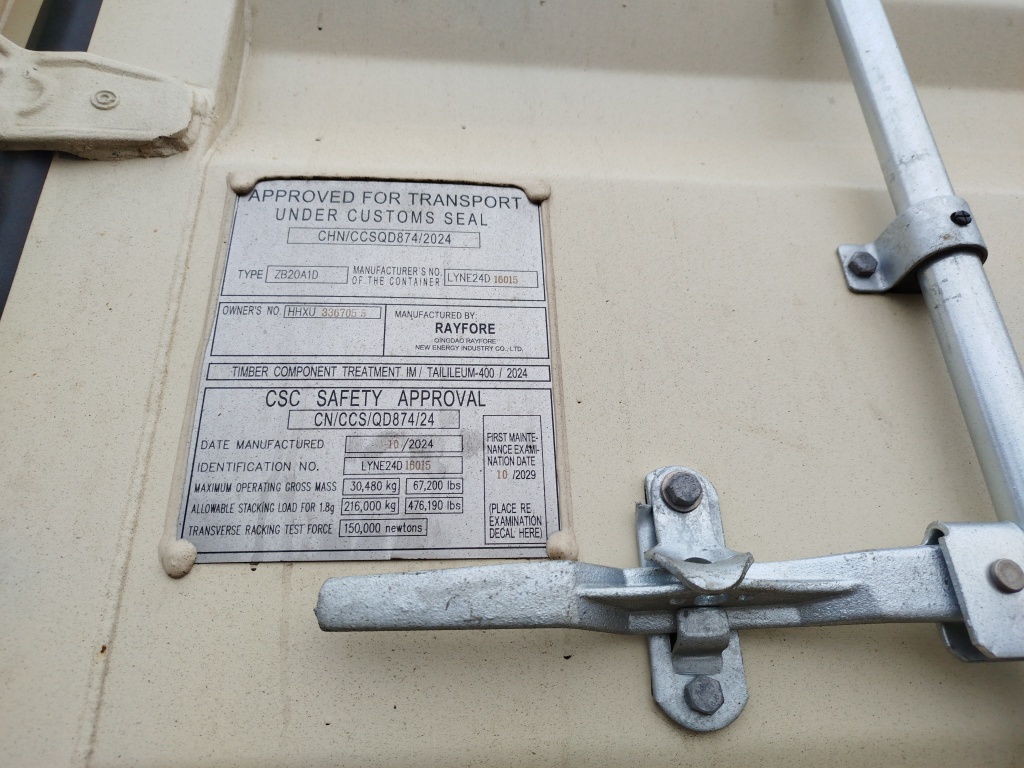 APPROVED FOR TRANSPORT
UNDER CUSTOMS SEAL
CHN/CCSQD874/2024
TYPE ZB20A1D MANUFACTURER'S NO. OF THE CONTAINER LYNE24D 16015
OWNER'S NO. HHXU 336705 5
MANUFACTURED BY:
RAYFORE
QINGDAO RAYFORE
NEW ENERGY INDUSTRY CO., LTD.
TIMBER COMPONENT TREATMENT IM / TAILILEUM-400 / 2024
CSC SAFETY APPROVAL
CN/CCS/QD874/24
DATE MANUFACTURED 10 /2024
IDENTIFICATION NO. LYNE24D 16015
MAXIMUM OPERATING GROSS MASS 30,480 kg 67,200 lbs
ALLOWABLE STACKING LOAD FOR 1.8g 216,000 kg 476,190 lbs
TRANSVERSE RACKING TEST FORCE 150,000 newtons
FIRST MAINTE-
NANCE EXAMI-
NATION DATE
10 /2029
(PLACE RE
EXAMINATION
DECAL HERE)